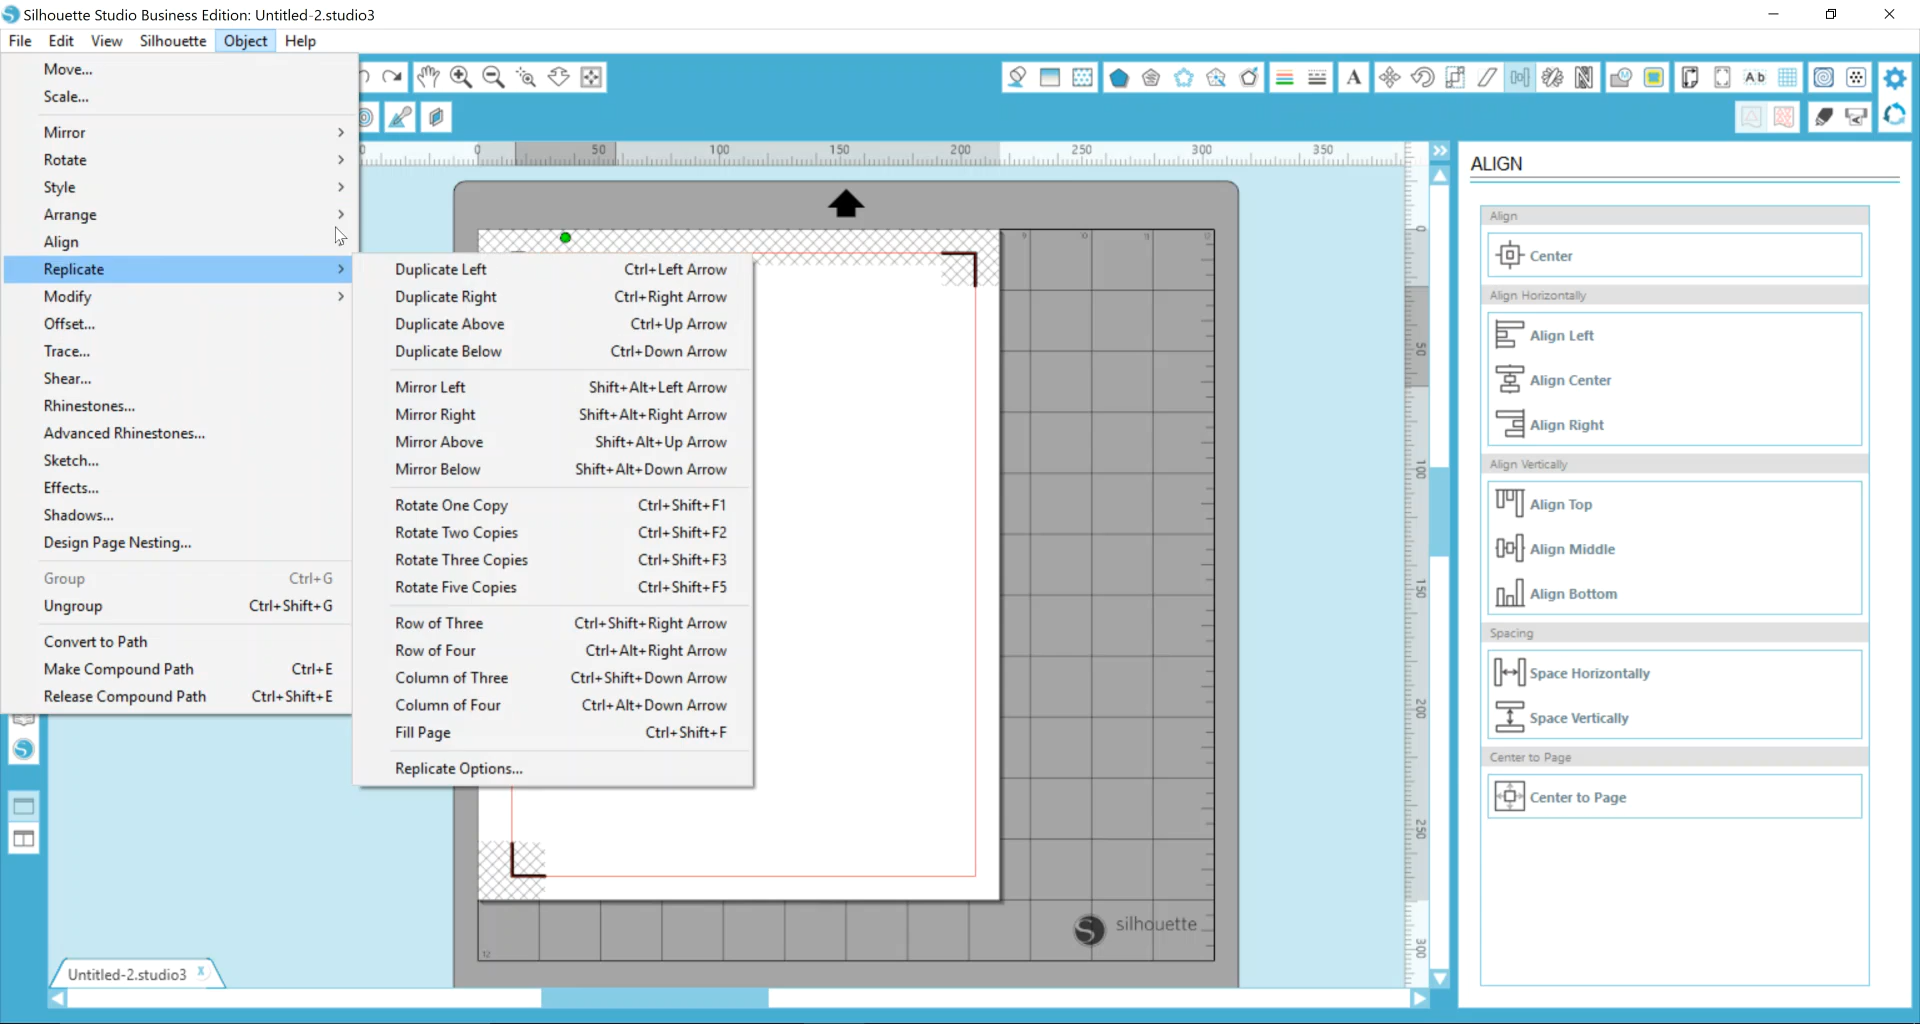 Silhouette Studio Business Edition: Untitled-2.studio3
File Edit View Silhouette Object Help
Move...
Scale...
Mirror
Rotate
Style
Arrange
Align
Replicate
Modify
Offset...
Trace...
Shear...
Rhinestones...
Advanced Rhinestones...
Sketch...
Effects...
Shadows...
Design Page Nesting...
Group Ctrl+G
Ungroup Ctrl+Shift+G
Convert to Path
Make Compound Path Ctrl+E
Release Compound Path Ctrl+Shift+E
Duplicate Left Ctrl+Left Arrow
Duplicate Right Ctrl+Right Arrow
Duplicate Above Ctrl+Up Arrow
Duplicate Below Ctrl+Down Arrow
Mirror Left Shift+Alt+Left Arrow
Mirror Right Shift+Alt+Right Arrow
Mirror Above Shift+Alt+Up Arrow
Mirror Below Shift+Alt+Down Arrow
Rotate One Copy Ctrl+Shift+F1
Rotate Two Copies Ctrl+Shift+F2
Rotate Three Copies Ctrl+Shift+F3
Rotate Five Copies Ctrl+Shift+F5
Row of Three Ctrl+Shift+Right Arrow
Row of Four Ctrl+Alt+Right Arrow
Column of Three Ctrl+Shift+Down Arrow
Column of Four Ctrl+Alt+Down Arrow
Fill Page Ctrl+Shift+F
Replicate Options...
A
Ab
0 50 100 150 200 250 300 350
0
50
100
150
200
250
300
12
silhouette
Untitled-2.studio3 x
ALIGN
Align
Center
Align Horizontally
Align Left
Align Center
Align Right
Align Vertically
Align Top
Align Middle
Align Bottom
Spacing
Space Horizontally
Space Vertically
Center to Page
Center to Page